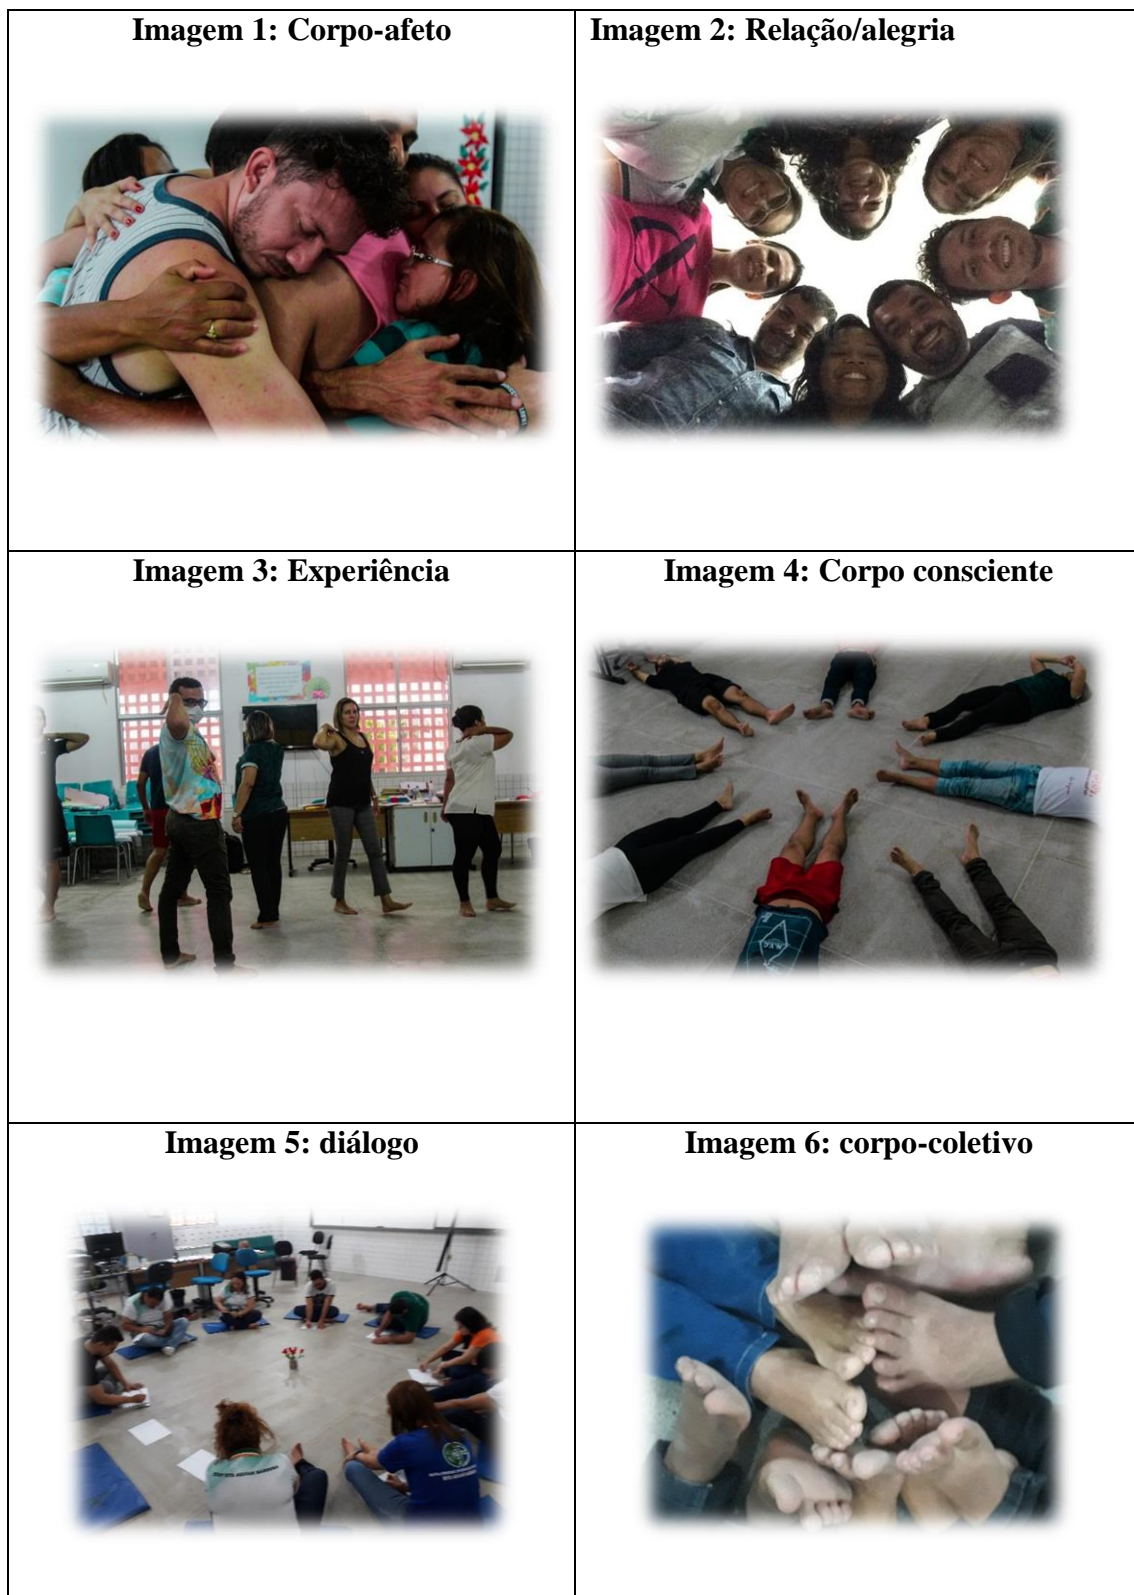 Imagem 1: Corpo-afeto
Imagem 2: Relação/alegria
Imagem 3: Experiência
Imagem 4: Corpo consciente
Imagem 5: diálogo
Imagem 6: corpo-coletivo